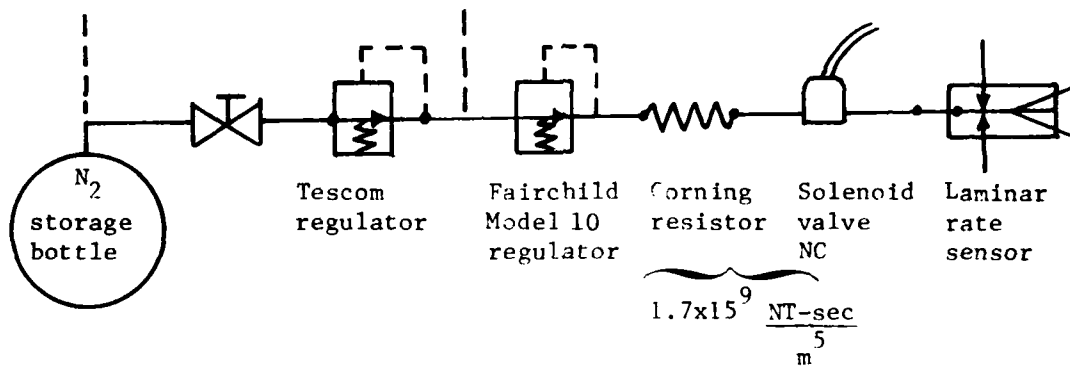 N2
storage
bottle
Tescom
regulator
Fairchild
Model 10
regulator
Corning
resistor
Solenoid
valve
NC
Laminar
rate
sensor
1.7x15^9 NT-sec
m^5